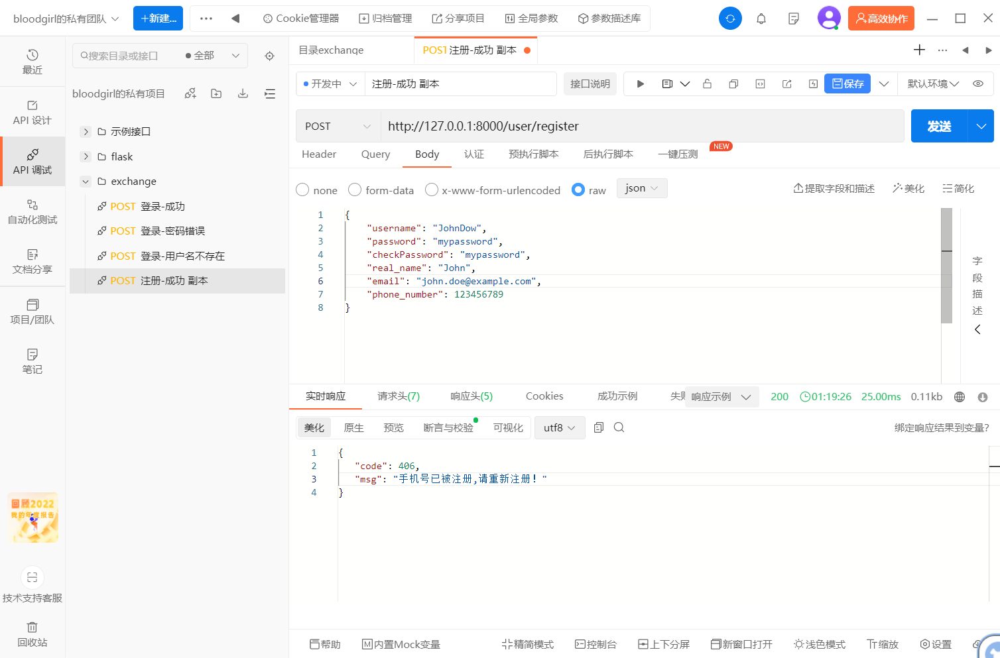 bloodgirl的私有团队
+新建...
Cookie管理器
归档管理
分享项目
全局参数
参数描述库
高效协作
最近
API 设计
API 调试
自动化测试
文档分享
项目/团队
笔记
回顾2022
我的年度报告
技术支持客服
回收站
搜索目录或接口
全部
bloodgirl的私有项目
示例接口
flask
exchange
POST 登录-成功
POST 登录-密码错误
POST 登录-用户名不存在
POST 注册-成功 副本
目录exchange
POST 注册-成功 副本
开发中
注册-成功 副本
接口说明
保存
默认环境
POST
http://127.0.0.1:8000/user/register
发送
Header
Query
Body
认证
预执行脚本
后执行脚本
一键压测
NEW
none
form-data
x-www-form-urlencoded
raw
json
提取字段和描述
美化
简化
1 {
2 "username": "JohnDow",
3 "password": "mypassword",
4 "checkPassword": "mypassword",
5 "real_name": "John",
6 "email": "john.doe@example.com",
7 "phone_number": 123456789
8 }
字段描述
实时响应
请求头(7)
响应头(5)
Cookies
成功示例
响应示例
200
01:19:26
25.00ms
0.11kb
美化
原生
预览
断言与校验
可视化
utf8
绑定响应结果到变量?
1 {
2 "code": 406,
3 "msg": "手机号已被注册,请重新注册！"
4 }
帮助
内置Mock变量
精简模式
控制台
上下分屏
新窗口打开
浅色模式
缩放
设置